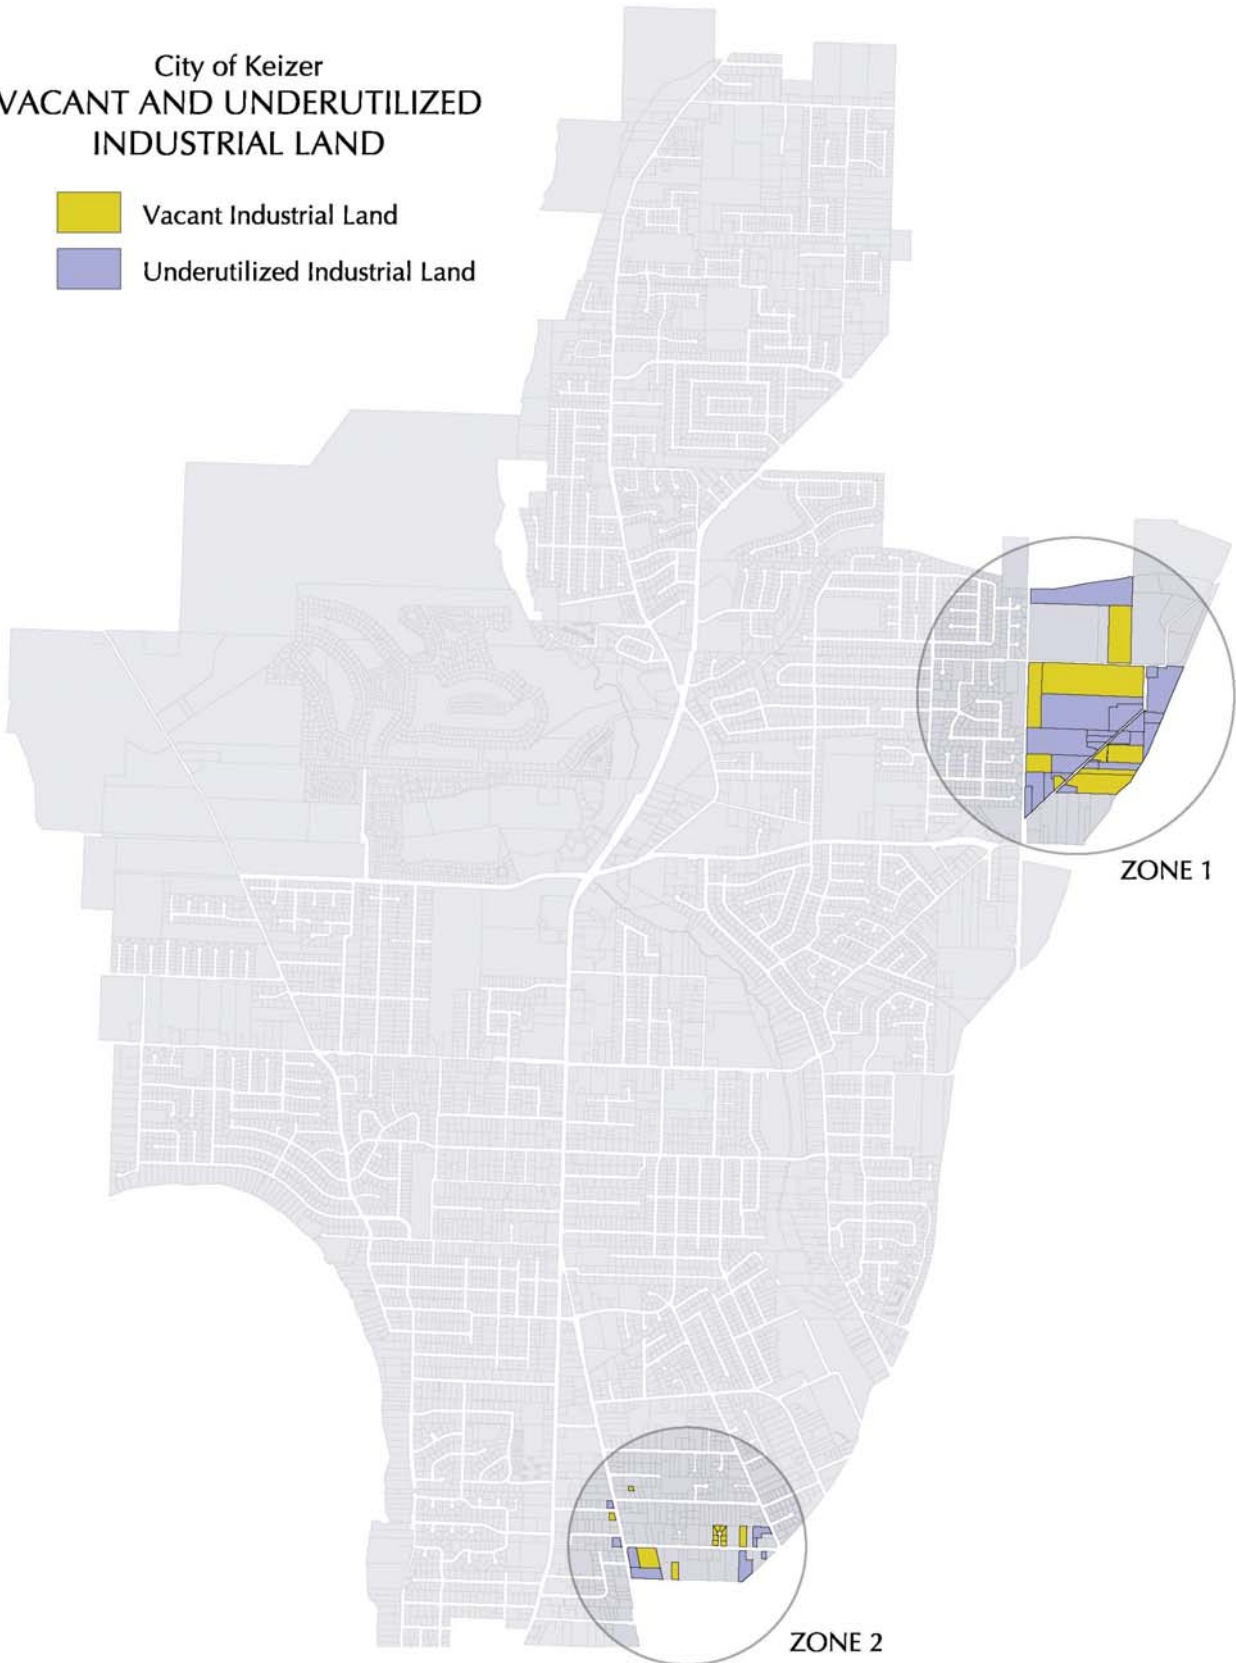 City of Keizer
VACANT AND UNDERUTILIZED
INDUSTRIAL LAND
Vacant Industrial Land
Underutilized Industrial Land
ZONE 1
ZONE 2